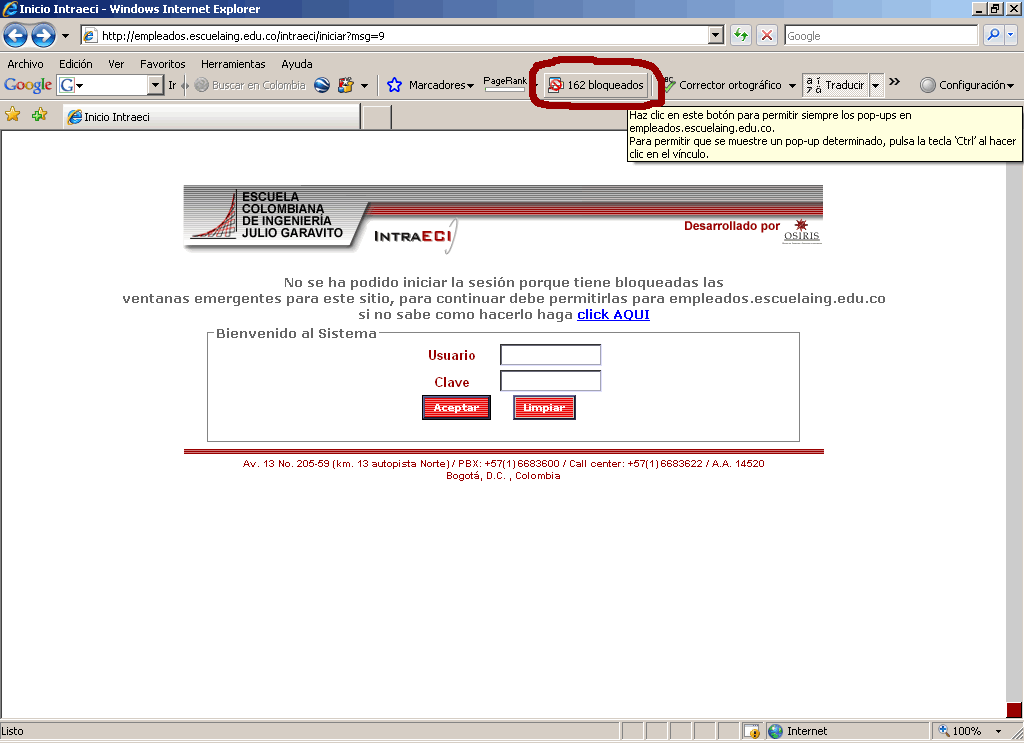 Inicio Intraeci - Windows Internet Explorer
http://empleados.escuelaing.edu.co/intraeci/iniciar?msg=9
Google
Archivo Edición Ver Favoritos Herramientas Ayuda
Google G Ir Buscar en Colombia Marcadores PageRank 162 bloqueados Corrector ortográfico Traducir » Configuración
Inicio Intraeci
Haz clic en este botón para permitir siempre los pop-ups en
empleados.escuelaing.edu.co.
Para permitir que se muestre un pop-up determinado, pulsa la tecla 'Ctrl' al hacer
clic en el vínculo.
ESCUELA
COLOMBIANA
DE INGENIERÍA
JULIO GARAVITO
INTRAECI
Desarrollado por
OSIRIS
No se ha podido iniciar la sesión porque tiene bloqueadas las
ventanas emergentes para este sitio, para continuar debe permitirlas para empleados.escuelaing.edu.co
si no sabe como hacerlo haga click AQUI
Bienvenido al Sistema
Usuario
Clave
Aceptar Limpiar
Av. 13 No. 205-59 (km. 13 autopista Norte) / PBX: +57(1)6683600 / Call center: +57(1)6683622 / A.A. 14520
Bogotá, D.C. , Colombia
Listo Internet 100%